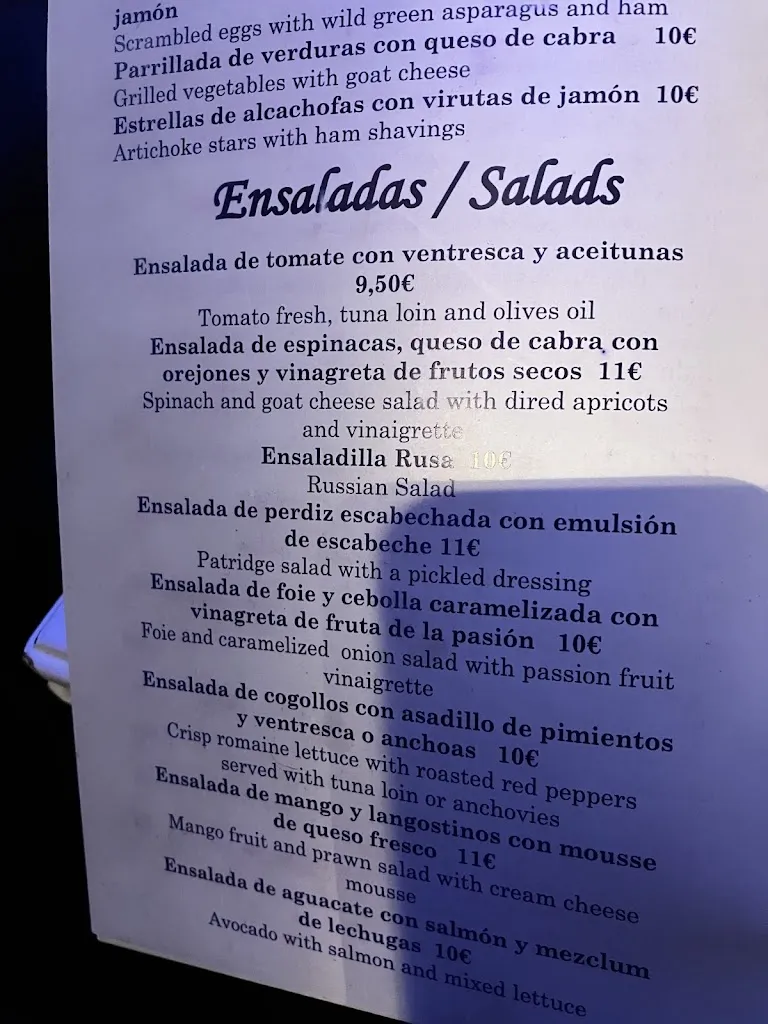 jamón
Scrambled eggs with wild green asparagus and ham
Parrillada de verduras con queso de cabra 10€
Grilled vegetables with goat cheese
Estrellas de alcachofas con virutas de jamón 10€
Artichoke stars with ham shavings
Ensaladas / Salads
Ensalada de tomate con ventresca y aceitunas
9,50€
Tomato fresh, tuna loin and olives oil
Ensalada de espinacas, queso de cabra con
orejones y vinagreta de frutos secos 11€
Spinach and goat cheese salad with dired apricots
and vinaigrette
Ensaladilla Rusa 10€
Russian Salad
Ensalada de perdiz escabechada con emulsión
de escabeche 11€
Patridge salad with a pickled dressing
Ensalada de foie y cebolla caramelizada con
vinagreta de fruta de la pasión 10€
Foie and caramelized onion salad with passion fruit
vinaigrette
Ensalada de cogollos con asadillo de pimientos
y ventresca o anchoas 10€
Crisp romaine lettuce with roasted red peppers
served with tuna loin or anchovies
Ensalada de mango y langostinos con mousse
de queso fresco 11€
Mango fruit and prawn salad with cream cheese
mousse
Ensalada de aguacate con salmón y mezclum
de lechugas 10€
Avocado with salmon and mixed lettuce